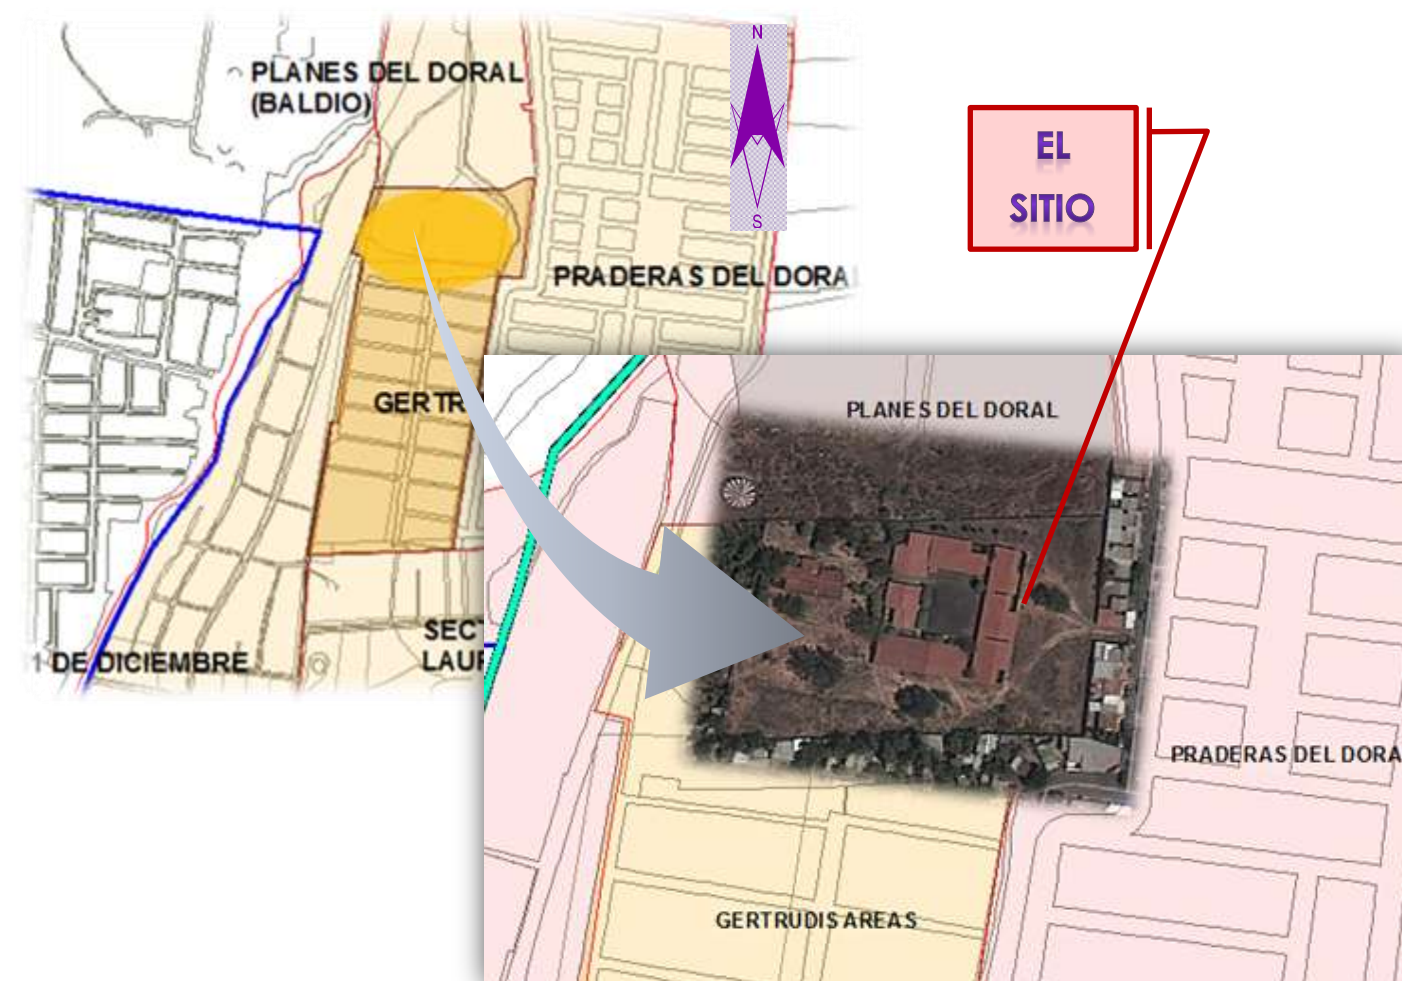 PLANES DEL DORAL
(BALDIO)
N
S
EL
SITIO
PRADERAS DEL DORA
GERTR
SECT
LAUR
1 DE DICIEMBRE
PLANES DEL DORAL
PRADERAS DEL DORA
GERTRUDIS AREAS